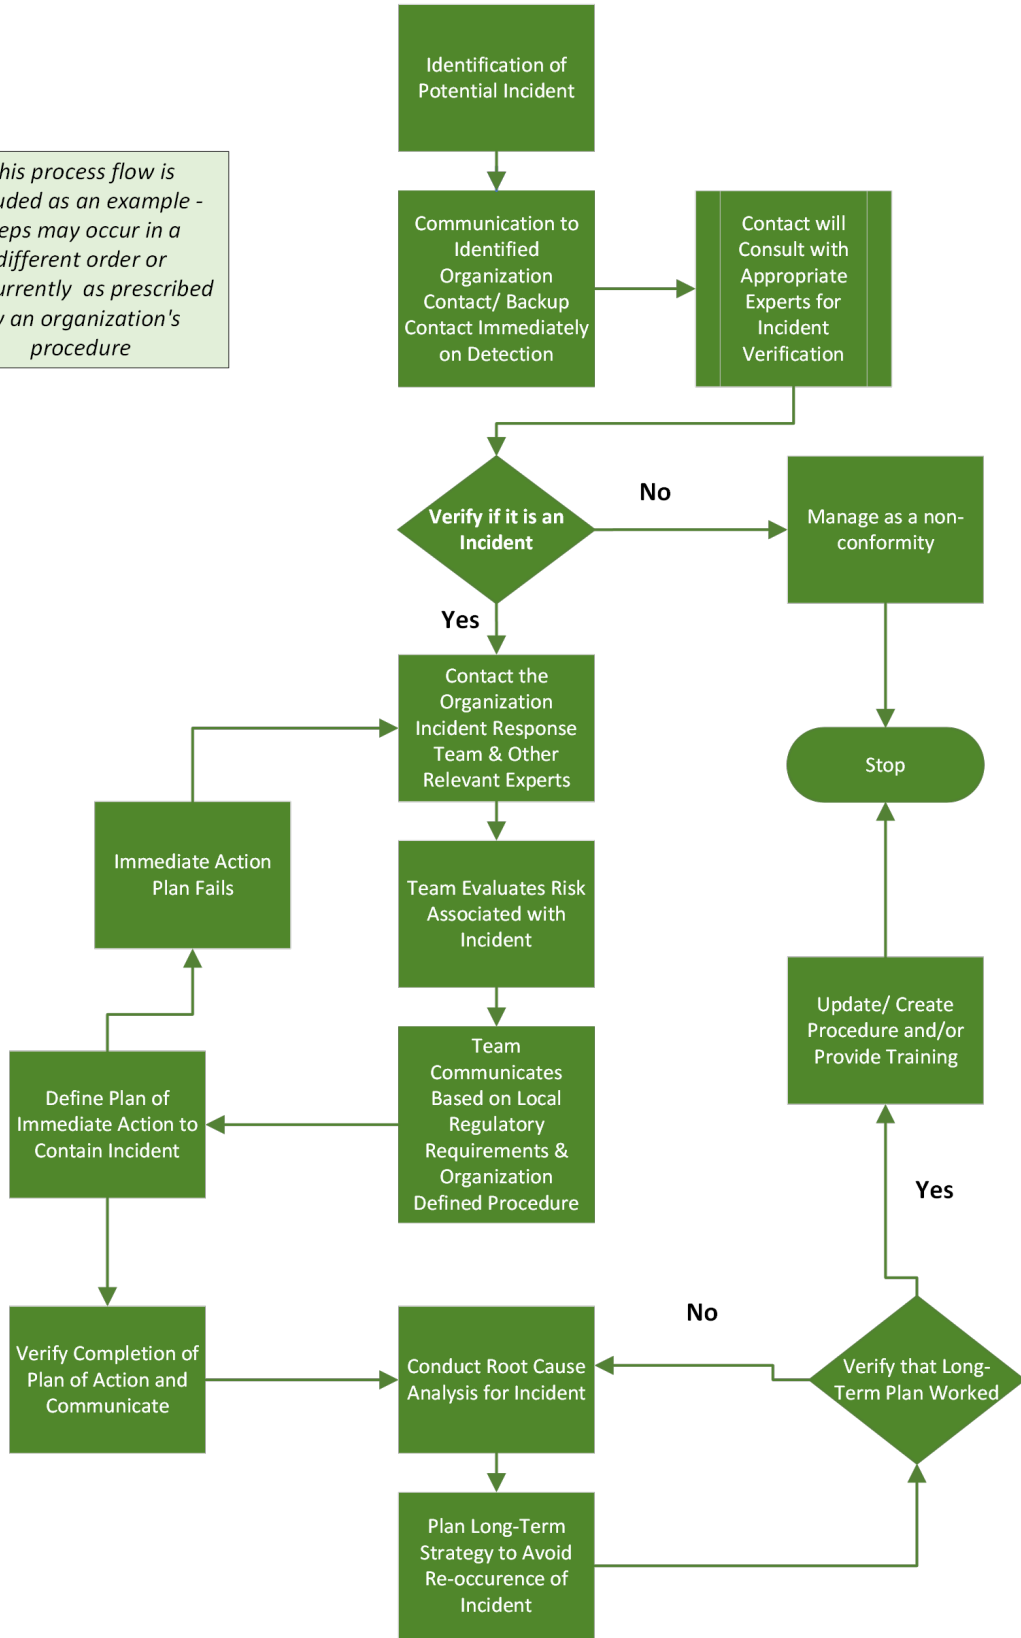 Identification of
Potential Incident
his process flow is
uded as an example -
eps may occur in a
different order or
urrently as prescribed
an organization's
procedure
Communication to
Identified
Organization
Contact/ Backup
Contact Immediately
on Detection
Contact will
Consult with
Appropriate
Experts for
Incident
Verification
Verify if it is an
Incident
No
Manage as a non-
conformity
Yes
Contact the
Organization
Incident Response
Team & Other
Relevant Experts
Stop
Immediate Action
Plan Fails
Team Evaluates Risk
Associated with
Incident
Update/ Create
Procedure and/or
Provide Training
Team
Communicates
Based on Local
Regulatory
Requirements &
Organization
Defined Procedure
Define Plan of
Immediate Action to
Contain Incident
Yes
No
Verify Completion of
Plan of Action and
Communicate
Conduct Root Cause
Analysis for Incident
Verify that Long-
Term Plan Worked
Plan Long-Term
Strategy to Avoid
Re-occurence of
Incident